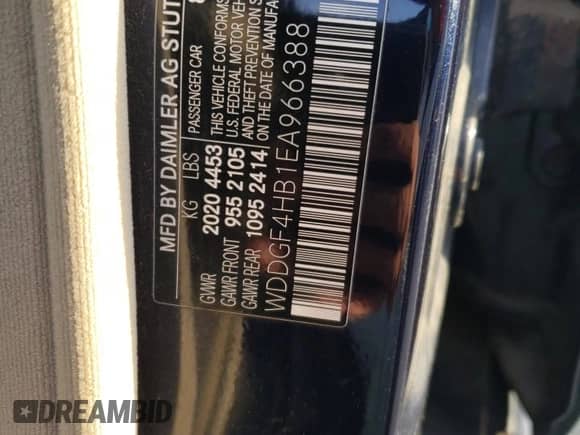 MFD BY DAIMLER AG STUT
KG LBS PASSENGER CAR
GVWR 2020 4453 THIS VEHICLE CONFORMS
GAWR FRONT 955 2105 U.S. FEDERAL MOTOR VEH
GAWR REAR 1095 2414 AND THEFT PREVENTION S
ON THE DATE OF MANUFA
WDDGF4HB1EA966388
DREAMBID